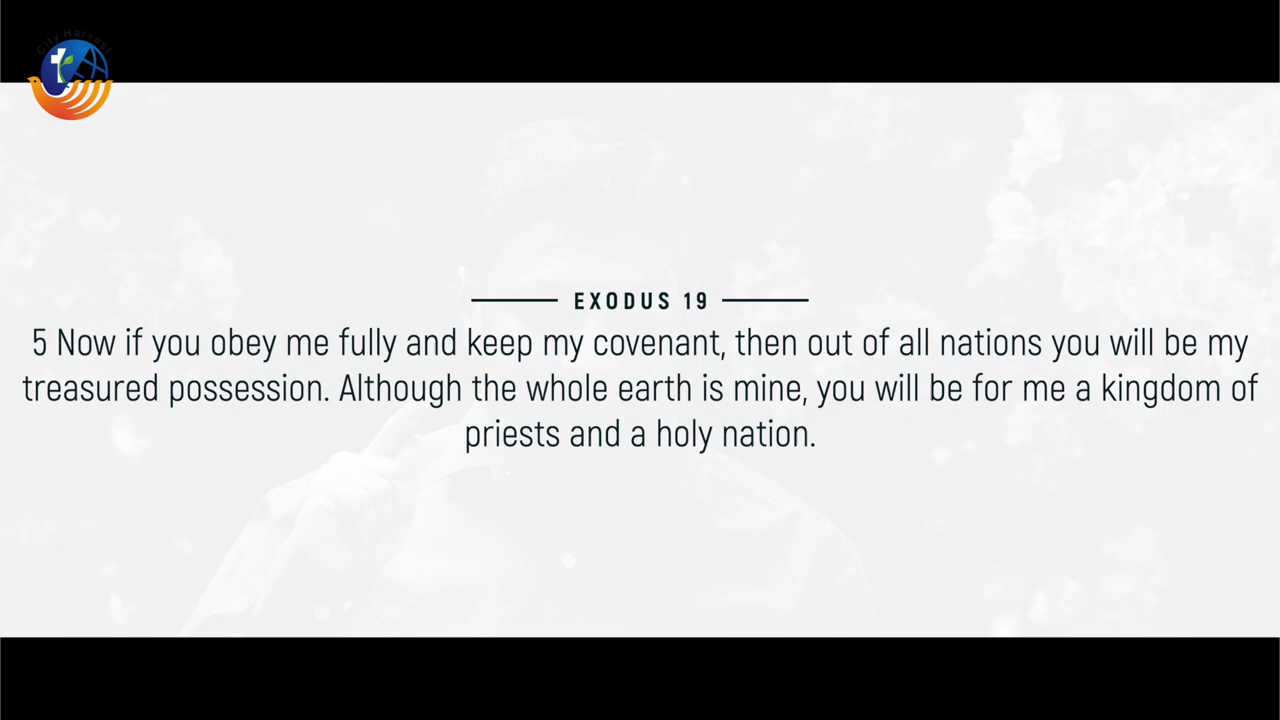 City Harvest
EXODUS 19
5 Now if you obey me fully and keep my covenant, then out of all nations you will be my
treasured possession. Although the whole earth is mine, you will be for me a kingdom of
priests and a holy nation.